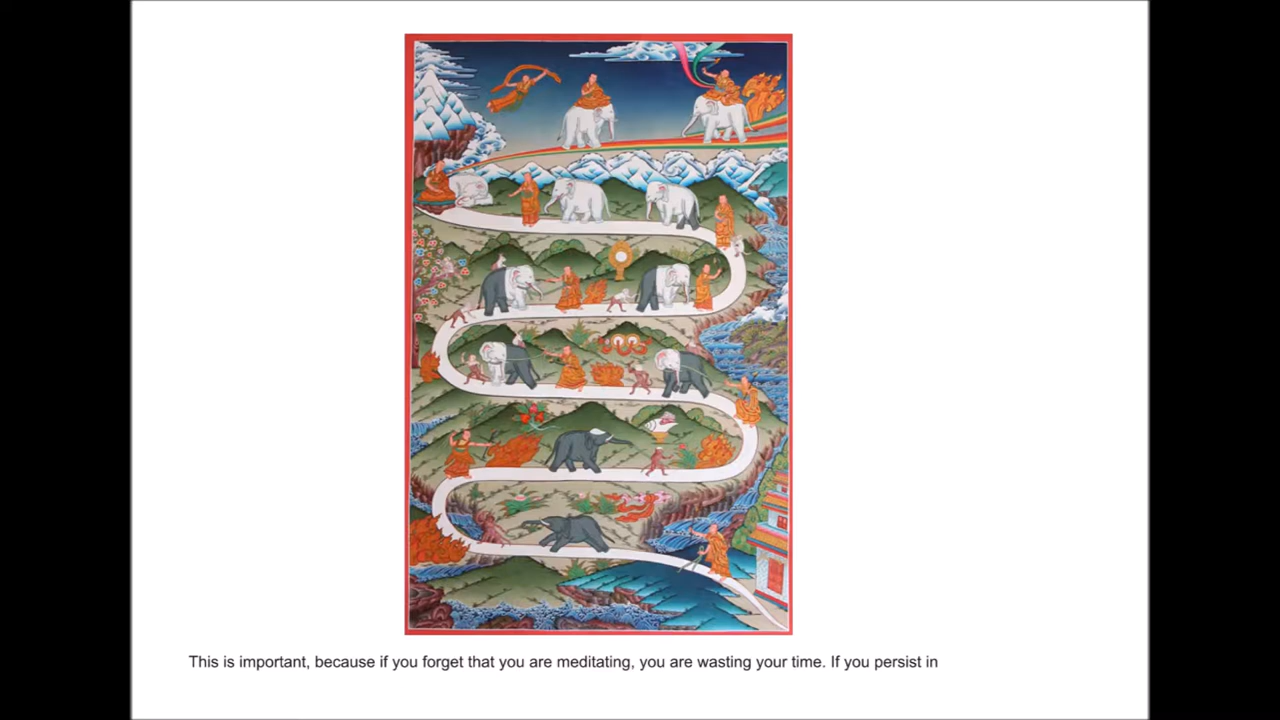 This is important, because if you forget that you are meditating, you are wasting your time. If you persist in